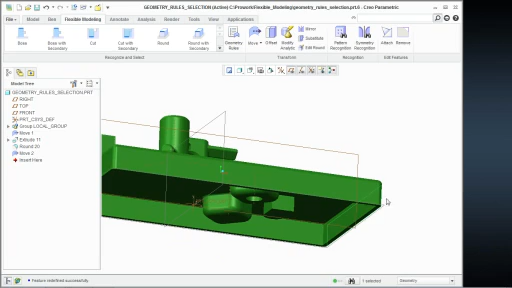 GEOMETRY_RULES_SELECTION (Active) C:\Prowork\Flexible_Modeling\geometry_rules_selection.prt.6 - Creo Parametric
File Model Box Flexible Modeling Analysis Annotate Render Tools View Applications
Base Base with Secondary Cut Cut with Secondary Round Round with Secondary Geometry Rules Move Offset Modify Analytic Mirror Substitute Edit Round Pattern Recognition Symmetry Recognition Attach Remove
Recognize and Select Transform Recognition Edit Features
Model Tree
GEOMETRY_RULES_SELECTION.PRT
RIGHT
TOP
FRONT
PRT_CSYS_DEF
Group LOCAL_GROUP
Move 1
Extrude 11
Round 20
Move 2
Insert Here
Feature redefined successfully.
1 selected
Geometry